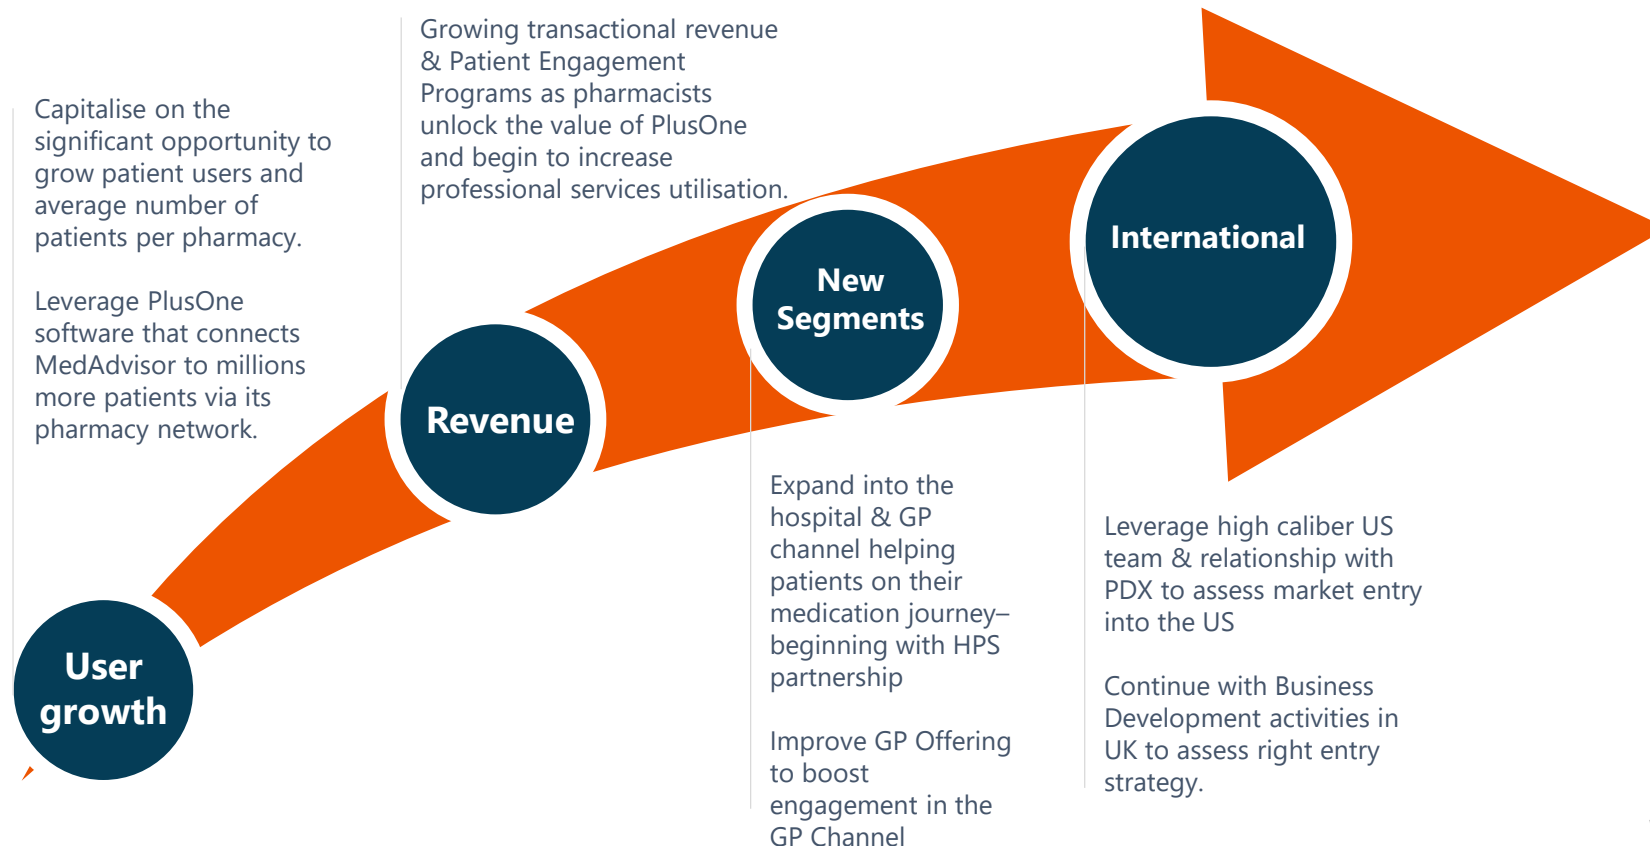 Capitalise on the
significant opportunity to
grow patient users and
average number of
patients per pharmacy.
Leverage PlusOne
software that connects
MedAdvisor to millions
more patients via its
pharmacy network.
User
growth
Growing transactional revenue
& Patient Engagement
Programs as pharmacists
unlock the value of PlusOne
and begin to increase
professional services utilisation.
Revenue
New
Segments
Expand into the
hospital & GP
channel helping
patients on their
medication journey–
beginning with HPS
partnership
Improve GP Offering
to boost
engagement in the
GP Channel
International
Leverage high caliber US
team & relationship with
PDX to assess market entry
into the US
Continue with Business
Development activities in
UK to assess right entry
strategy.